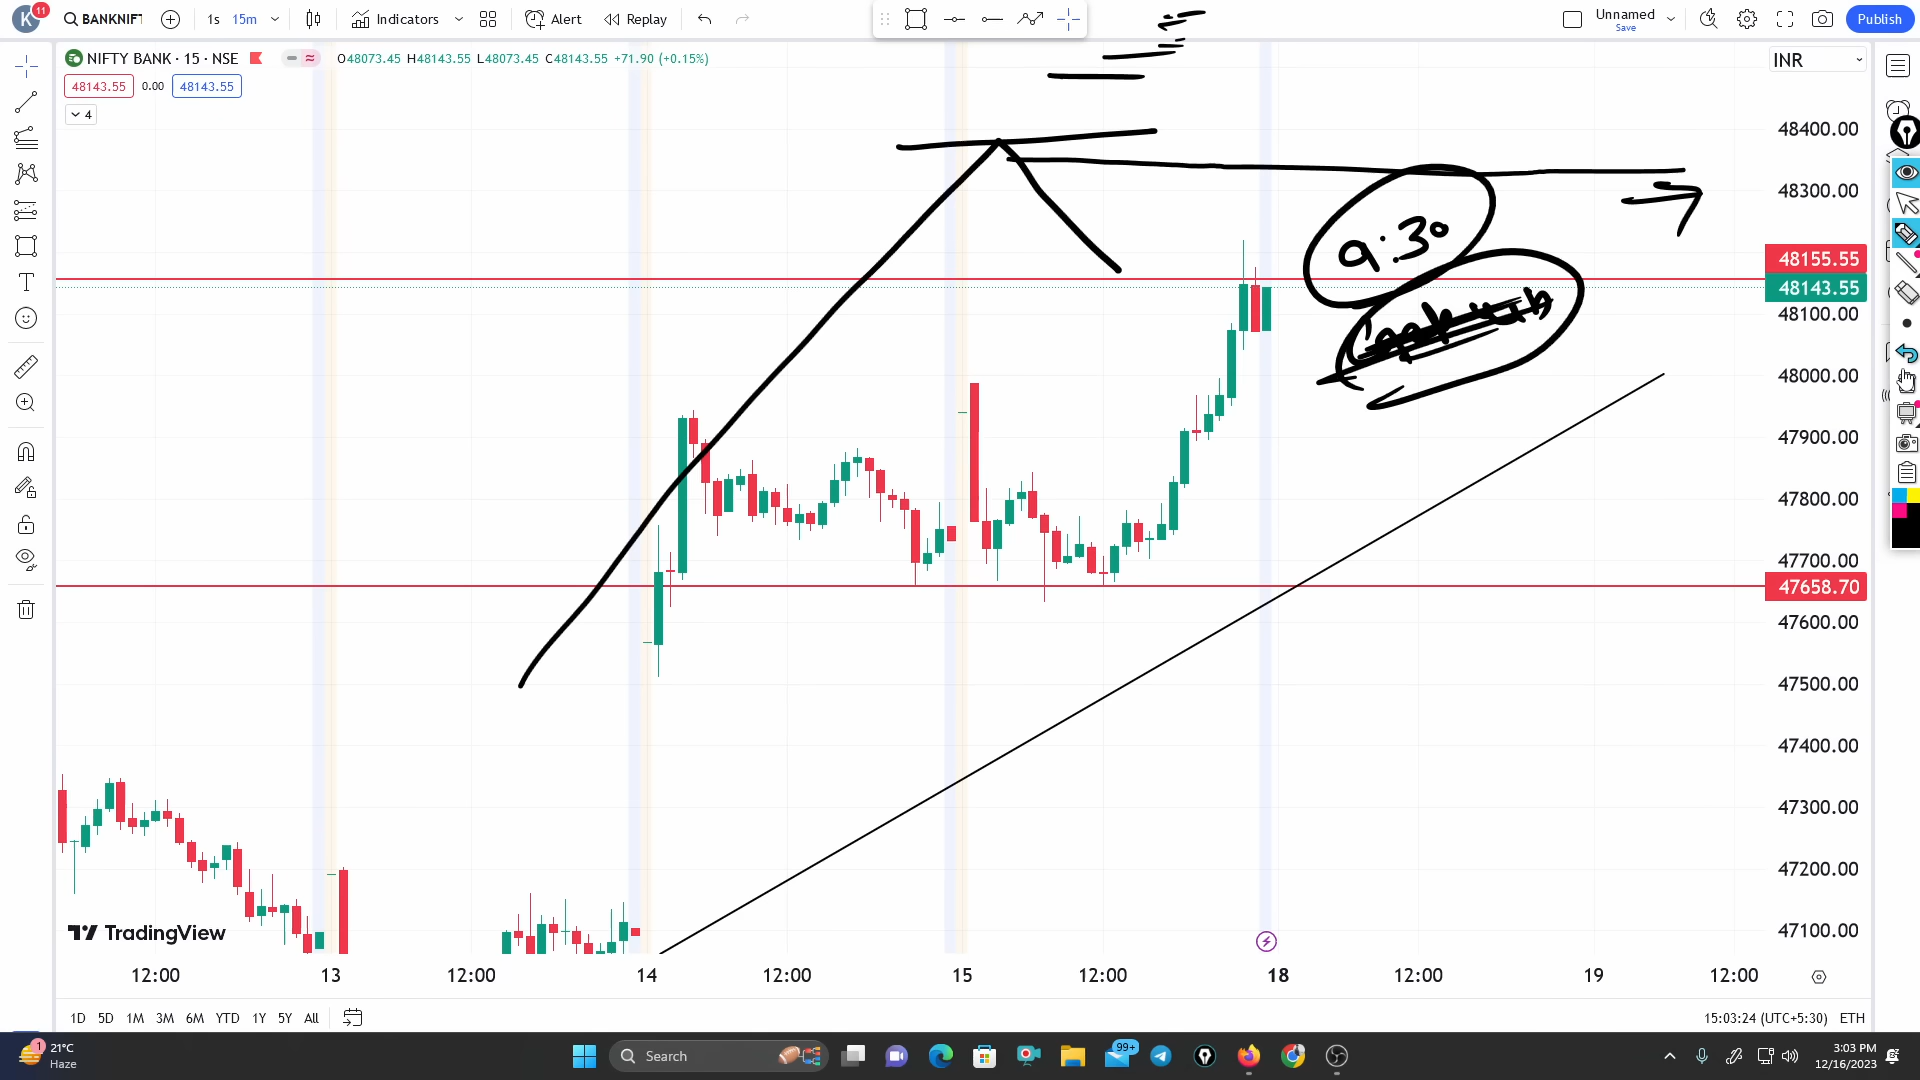 K 11 BANKNIFT 1s 15m Indicators Alert Replay Unnamed Save Publish
NIFTY BANK · 15 · NSE O48073.45 H48143.55 L48073.45 C48143.55 +71.90 (+0.15%)
INR
48143.55 0.00 48143.55
4
48400.00
48300.00
9:30
48155.55
48143.55
48100.00
48000.00
47900.00
47800.00
47700.00
47658.70
47600.00
47500.00
47400.00
47300.00
47200.00
47100.00
TradingView
12:00 13 12:00 14 12:00 15 12:00 18 12:00 19 12:00
1D 5D 1M 3M 6M YTD 1Y 5Y All 15:03:24 (UTC+5:30) ETH
1 21°C
Haze
Search
99+
3:03 PM
12/16/2023